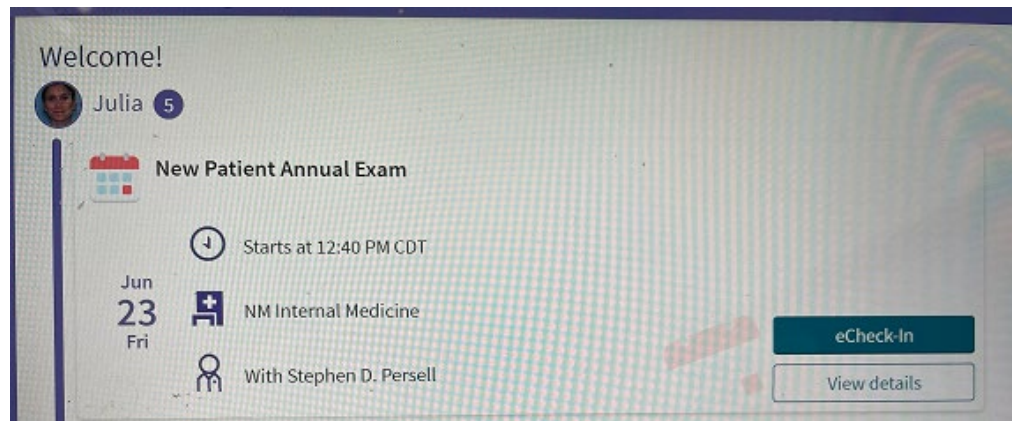 Welcome!
Julia 5
New Patient Annual Exam
Starts at 12:40 PM CDT
Jun
23
Fri
NM Internal Medicine
With Stephen D. Persell
eCheck-In
View details